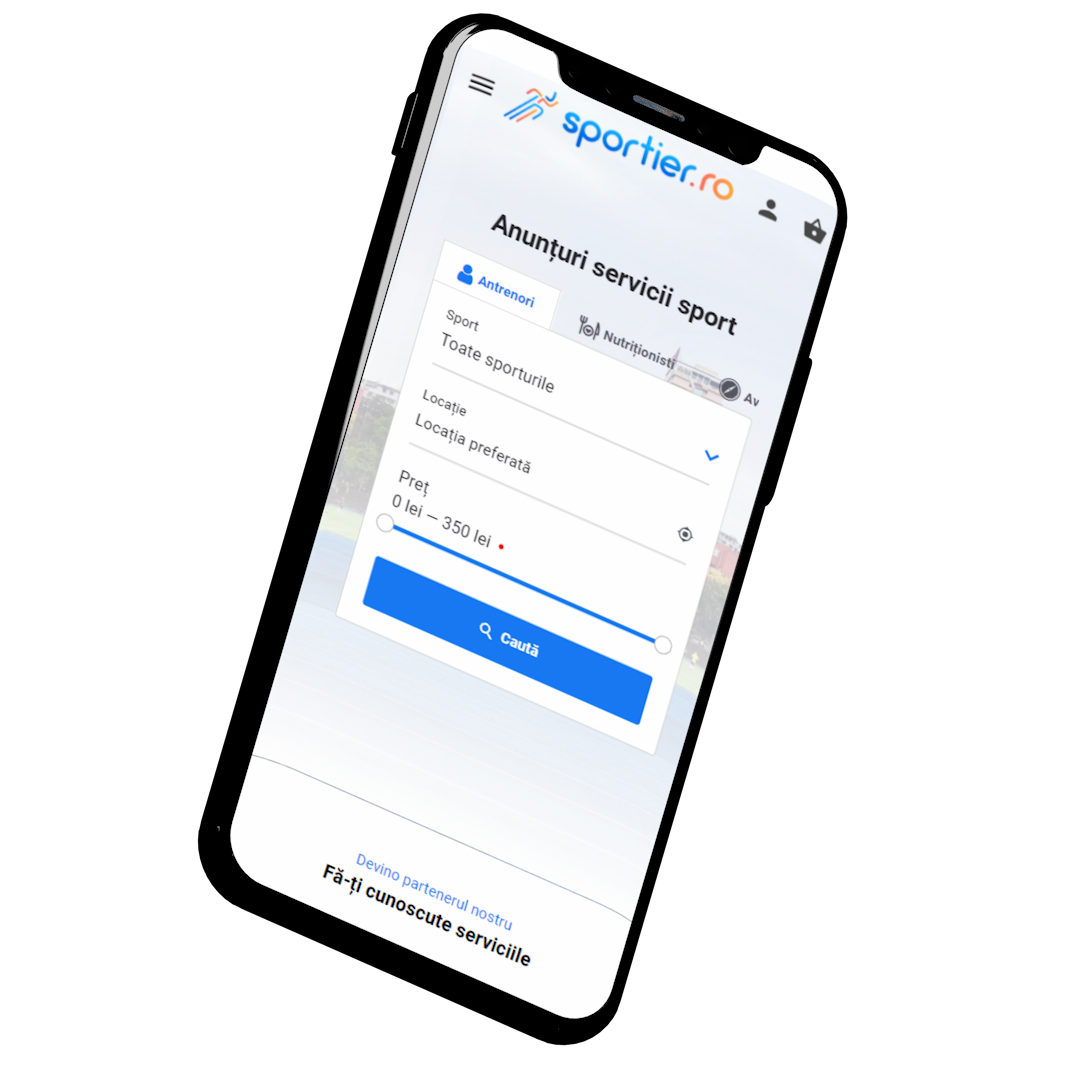 sportier.ro
Anunțuri servicii sport
Antrenori
Nutriționisti
Av
Sport
Toate sporturile
Locație
Locația preferată
Preț
0 lei – 350 lei
Caută
Devino partenerul nostru
Fă-ți cunoscute serviciile